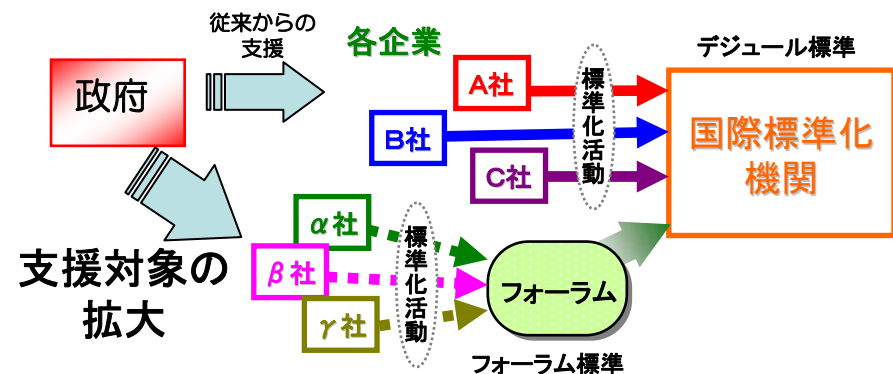 従来からの
支援
各企業
デジュール標準
政府
A社
B社
C社
標準化活動
国際標準化
機関
α社
β社
γ社
標準化活動
支援対象の
拡大
フォーラム
フォーラム標準